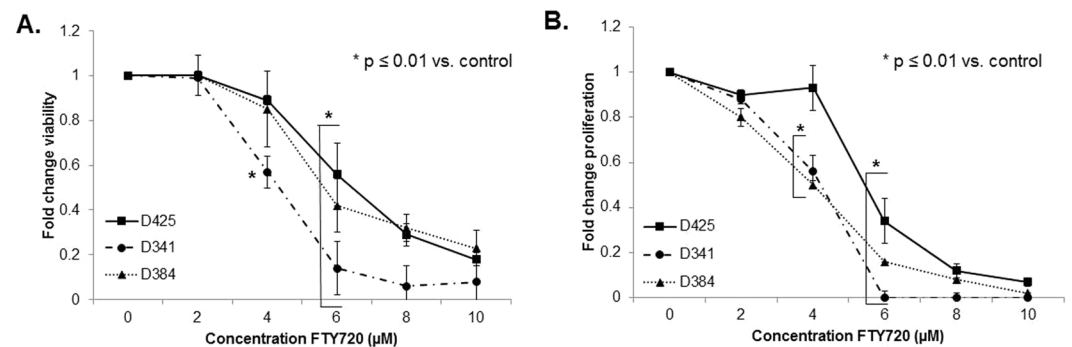 A.
* p ≤ 0.01 vs. control
Fold change viability
1.2
1
0.8
0.6
0.4
0.2
0
*
*
D425
D341
D384
0 2 4 6 8 10
Concentration FTY720 (µM)
B.
* p ≤ 0.01 vs. control
Fold change proliferation
1.2
1
0.8
0.6
0.4
0.2
0
*
*
D425
D341
D384
0 2 4 6 8 10
Concentration FTY720 (µM)